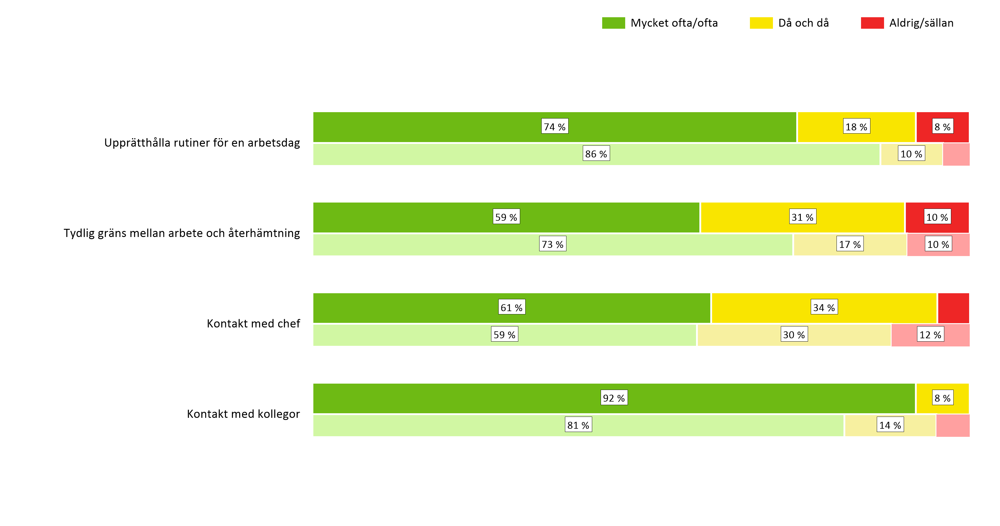 Mycket ofta/ofta Då och då Aldrig/sällan
74 % 18 % 8 %
Upprätthålla rutiner för en arbetsdag
86 % 10 %
59 % 31 % 10 %
Tydlig gräns mellan arbete och återhämtning
73 % 17 % 10 %
61 % 34 %
Kontakt med chef
59 % 30 % 12 %
92 % 8 %
Kontakt med kollegor
81 % 14 %